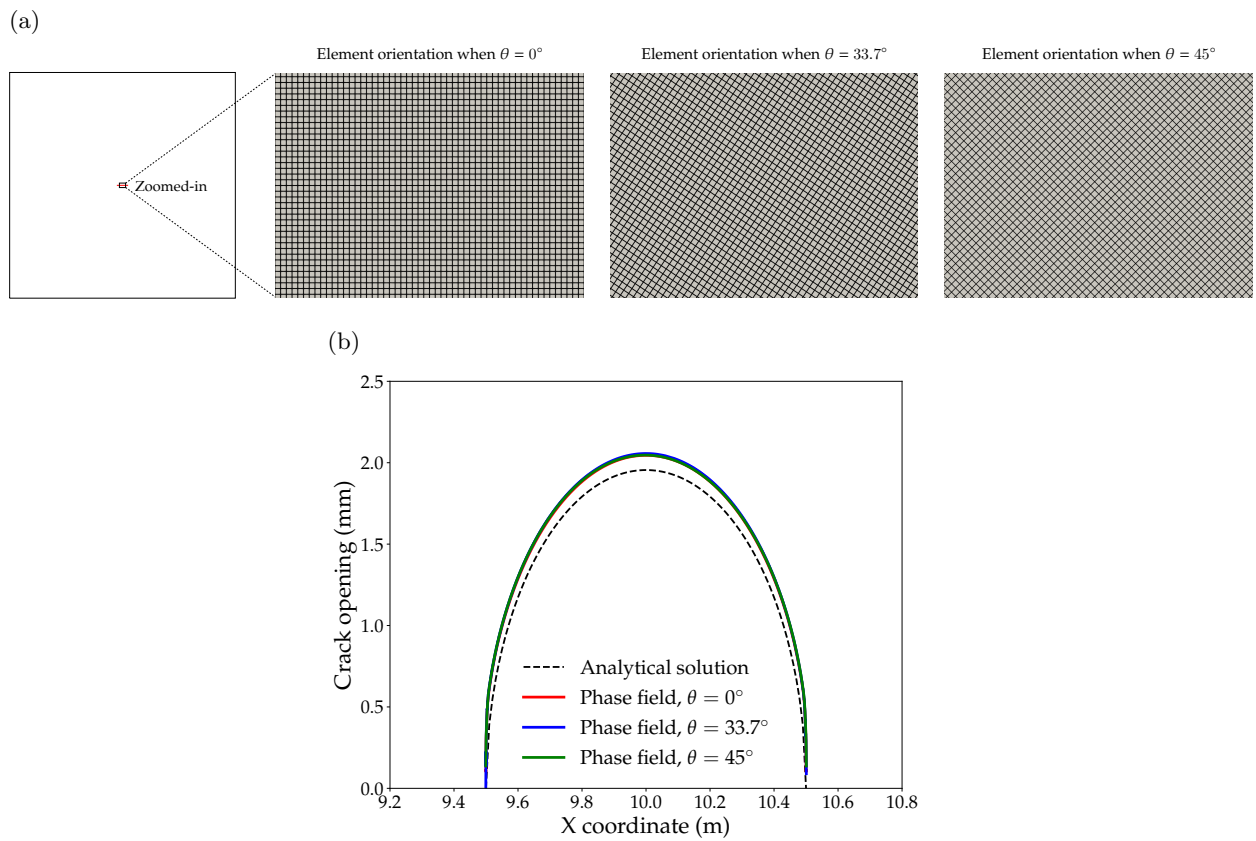 (a)
Element orientation when θ = 0°
Element orientation when θ = 33.7°
Element orientation when θ = 45°
Zoomed-in
(b)
2.5
2.0
1.5
1.0
0.5
0.0
Crack opening (mm)
Analytical solution
Phase field, θ = 0°
Phase field, θ = 33.7°
Phase field, θ = 45°
9.2 9.4 9.6 9.8 10.0 10.2 10.4 10.6 10.8
X coordinate (m)